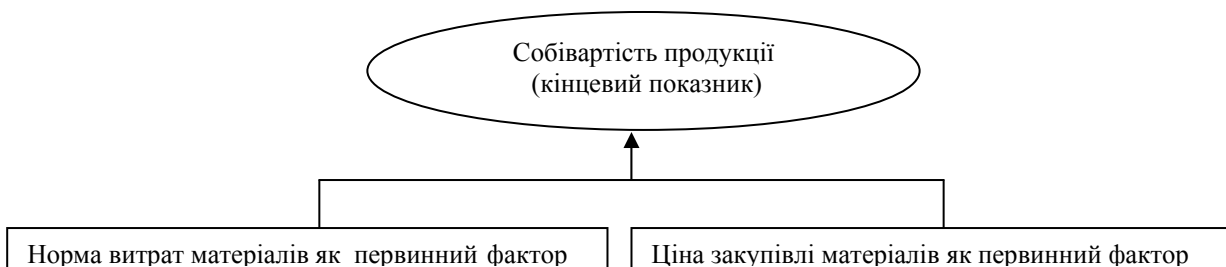 Собівартість продукції
(кінцевий показник)
Норма витрат матеріалів як первинний фактор
Ціна закупівлі матеріалів як первинний фактор